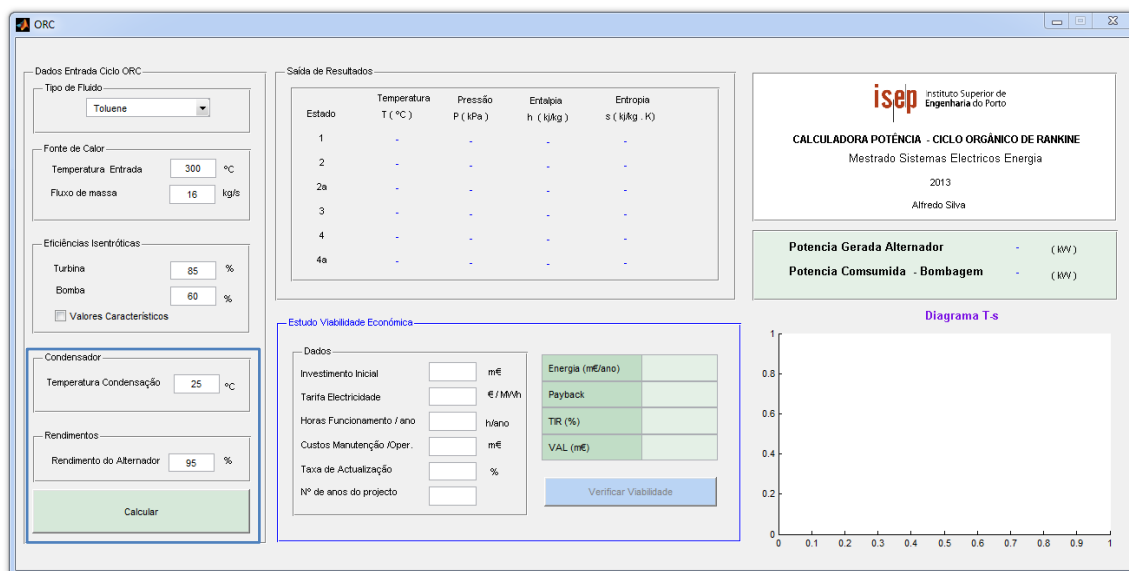 ORC
Dados Entrada Ciclo ORC
Tipo de Fluido
Toluene
Fonte de Calor
Temperatura Entrada 300 ºC
Fluxo de massa 16 kg/s
Eficiências Isentróticas
Turbina 85 %
Bomba 60 %
Valores Característicos
Condensador
Temperatura Condensação 25 ºC
Rendimentos
Rendimento do Alternador 95 %
Calcular
Saída de Resultados
Temperatura Pressão Entalpia Entropia
Estado T ( ºC ) P ( kPa ) h ( kj/kg ) s ( kj/kg . K)
1 - - - -
2 - - - -
2a - - - -
3 - - - -
4 - - - -
4a - - - -
Estudo Viabilidade Económica
Dados
Investimento Inicial m€
Tarifa Electricidade € / MWh
Horas Funcionamento / ano h/ano
Custos Manutenção /Oper. m€
Taxa de Actualização %
Nº de anos do projecto
Energia (m€/ano)
Payback
TIR (%)
VAL (m€)
Verificar Viabilidade
isep Instituto Superior de
Engenharia do Porto
CALCULADORA POTÊNCIA - CICLO ORGÂNICO DE RANKINE
Mestrado Sistemas Electricos Energia
2013
Alfredo Silva
Potencia Gerada Alternador - ( kW )
Potencia Comsumida - Bombagem - ( kW )
Diagrama T-s
1
0.8
0.6
0.4
0.2
0
0 0.1 0.2 0.3 0.4 0.5 0.6 0.7 0.8 0.9 1